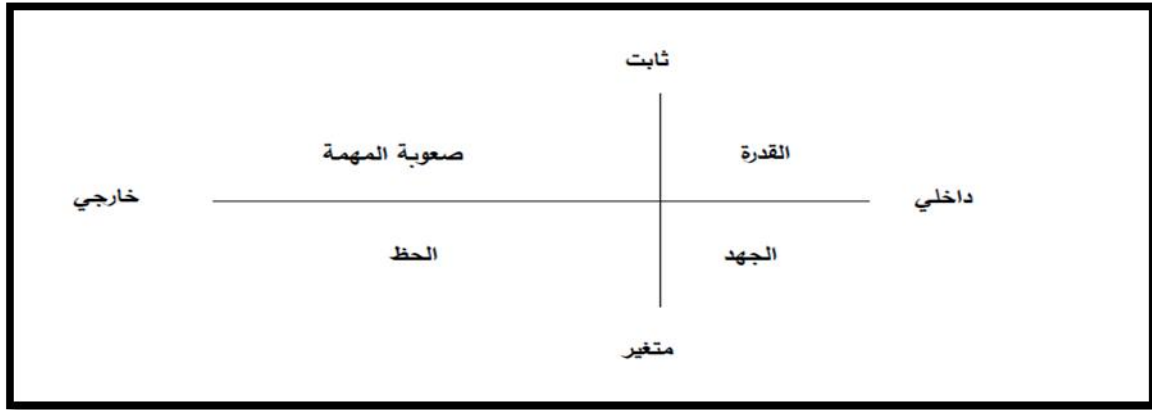 ثابت
القدرة
صعوبة المهمة
داخلي
خارجي
الجهد
الحظ
متغير